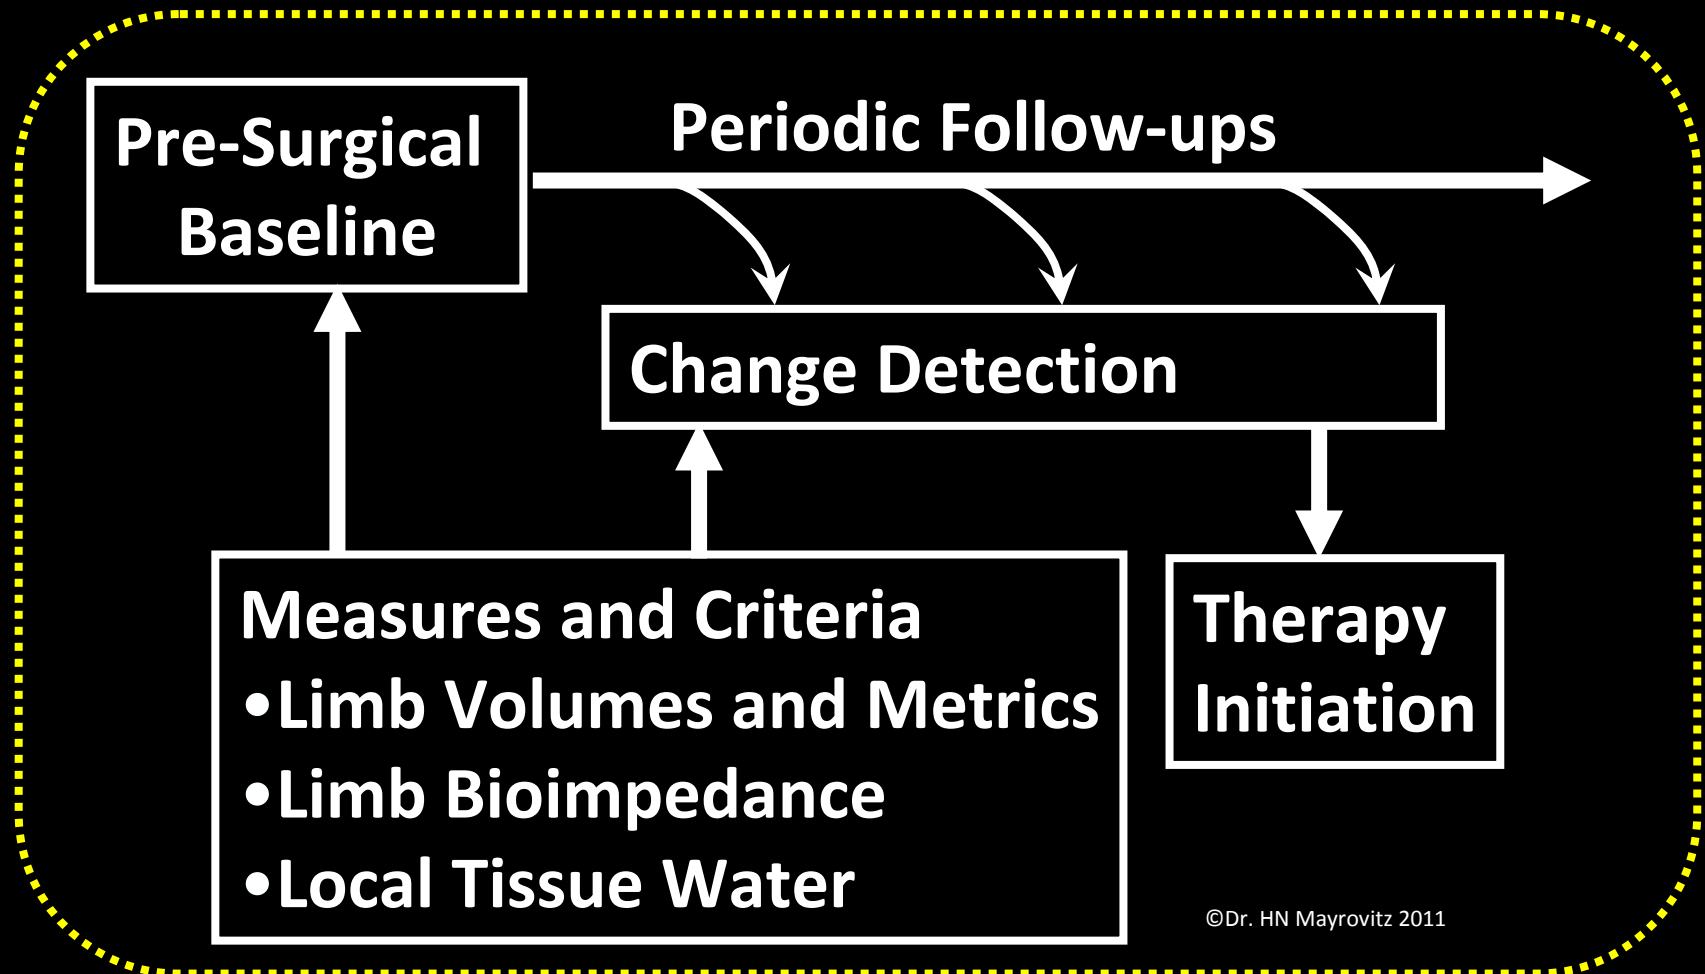 Pre-Surgical
Baseline
Periodic Follow-ups
Change Detection
Measures and Criteria
•Limb Volumes and Metrics
•Limb Bioimpedance
•Local Tissue Water
Therapy
Initiation
©Dr. HN Mayrovitz 2011